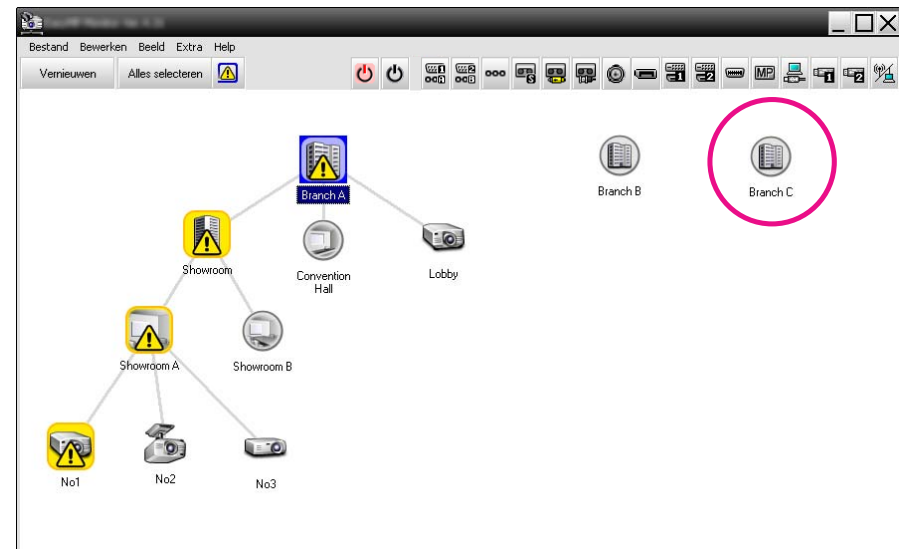 Bestand Bewerken Beeld Extra Help
Vernieuwen Alles selecteren
MP
Branch A
Branch B
Branch C
Showroom
Convention
Hall
Lobby
Showroom A
Showroom B
No1
No2
No3